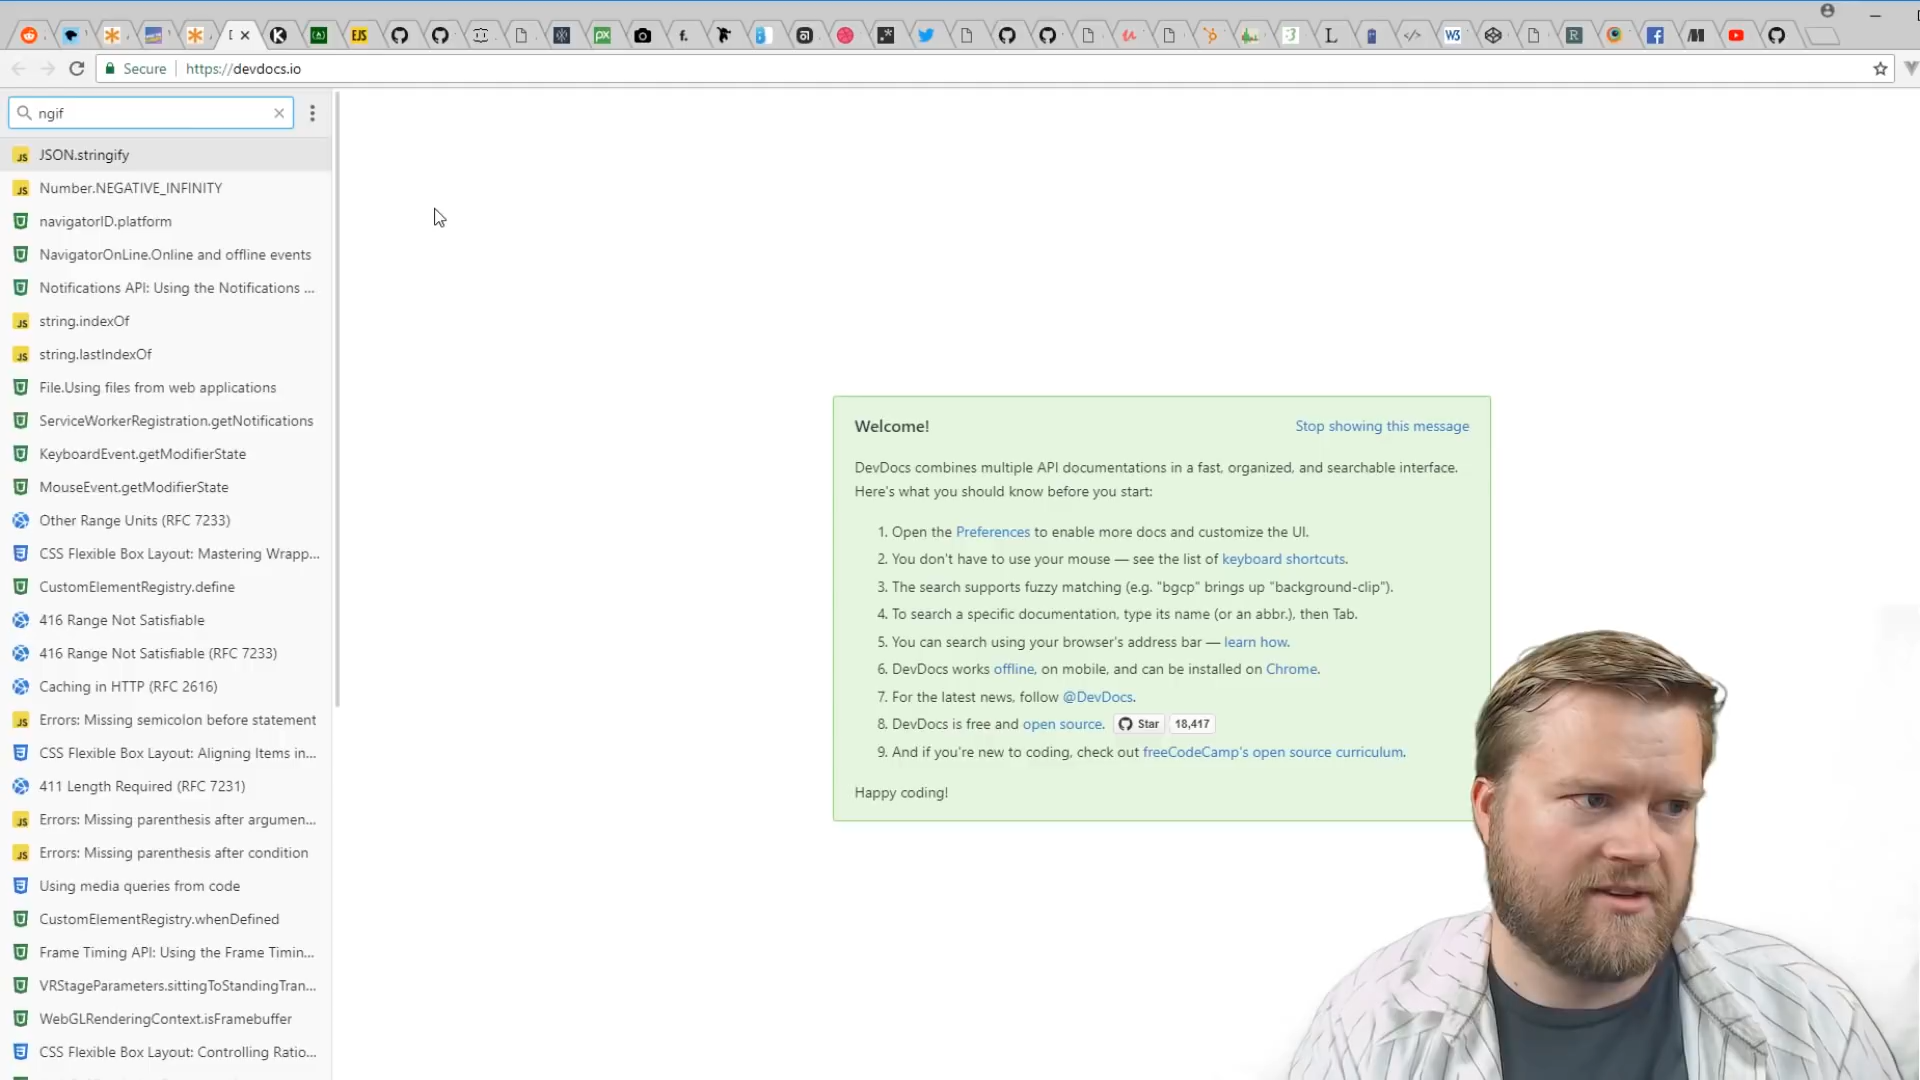 EJS
px
f.
L
W3
R
Secure
https://devdocs.io
ngif
JS JSON.stringify
JS Number.NEGATIVE_INFINITY
navigatorID.platform
NavigatorOnLine.Online and offline events
Notifications API: Using the Notifications ...
JS string.indexOf
JS string.lastIndexOf
File.Using files from web applications
ServiceWorkerRegistration.getNotifications
KeyboardEvent.getModifierState
MouseEvent.getModifierState
Other Range Units (RFC 7233)
CSS Flexible Box Layout: Mastering Wrapp...
CustomElementRegistry.define
416 Range Not Satisfiable
416 Range Not Satisfiable (RFC 7233)
Caching in HTTP (RFC 2616)
JS Errors: Missing semicolon before statement
CSS Flexible Box Layout: Aligning Items in...
411 Length Required (RFC 7231)
JS Errors: Missing parenthesis after argumen...
JS Errors: Missing parenthesis after condition
Using media queries from code
CustomElementRegistry.whenDefined
Frame Timing API: Using the Frame Timin...
VRStageParameters.sittingToStandingTran...
WebGLRenderingContext.isFramebuffer
CSS Flexible Box Layout: Controlling Ratio...
Welcome!
Stop showing this message
DevDocs combines multiple API documentations in a fast, organized, and searchable interface.
Here's what you should know before you start:
1. Open the Preferences to enable more docs and customize the UI.
2. You don't have to use your mouse — see the list of keyboard shortcuts.
3. The search supports fuzzy matching (e.g. "bgcp" brings up "background-clip").
4. To search a specific documentation, type its name (or an abbr.), then Tab.
5. You can search using your browser's address bar — learn how.
6. DevDocs works offline, on mobile, and can be installed on Chrome.
7. For the latest news, follow @DevDocs.
8. DevDocs is free and open source. Star 18,417
9. And if you're new to coding, check out freeCodeCamp's open source curriculum.
Happy coding!